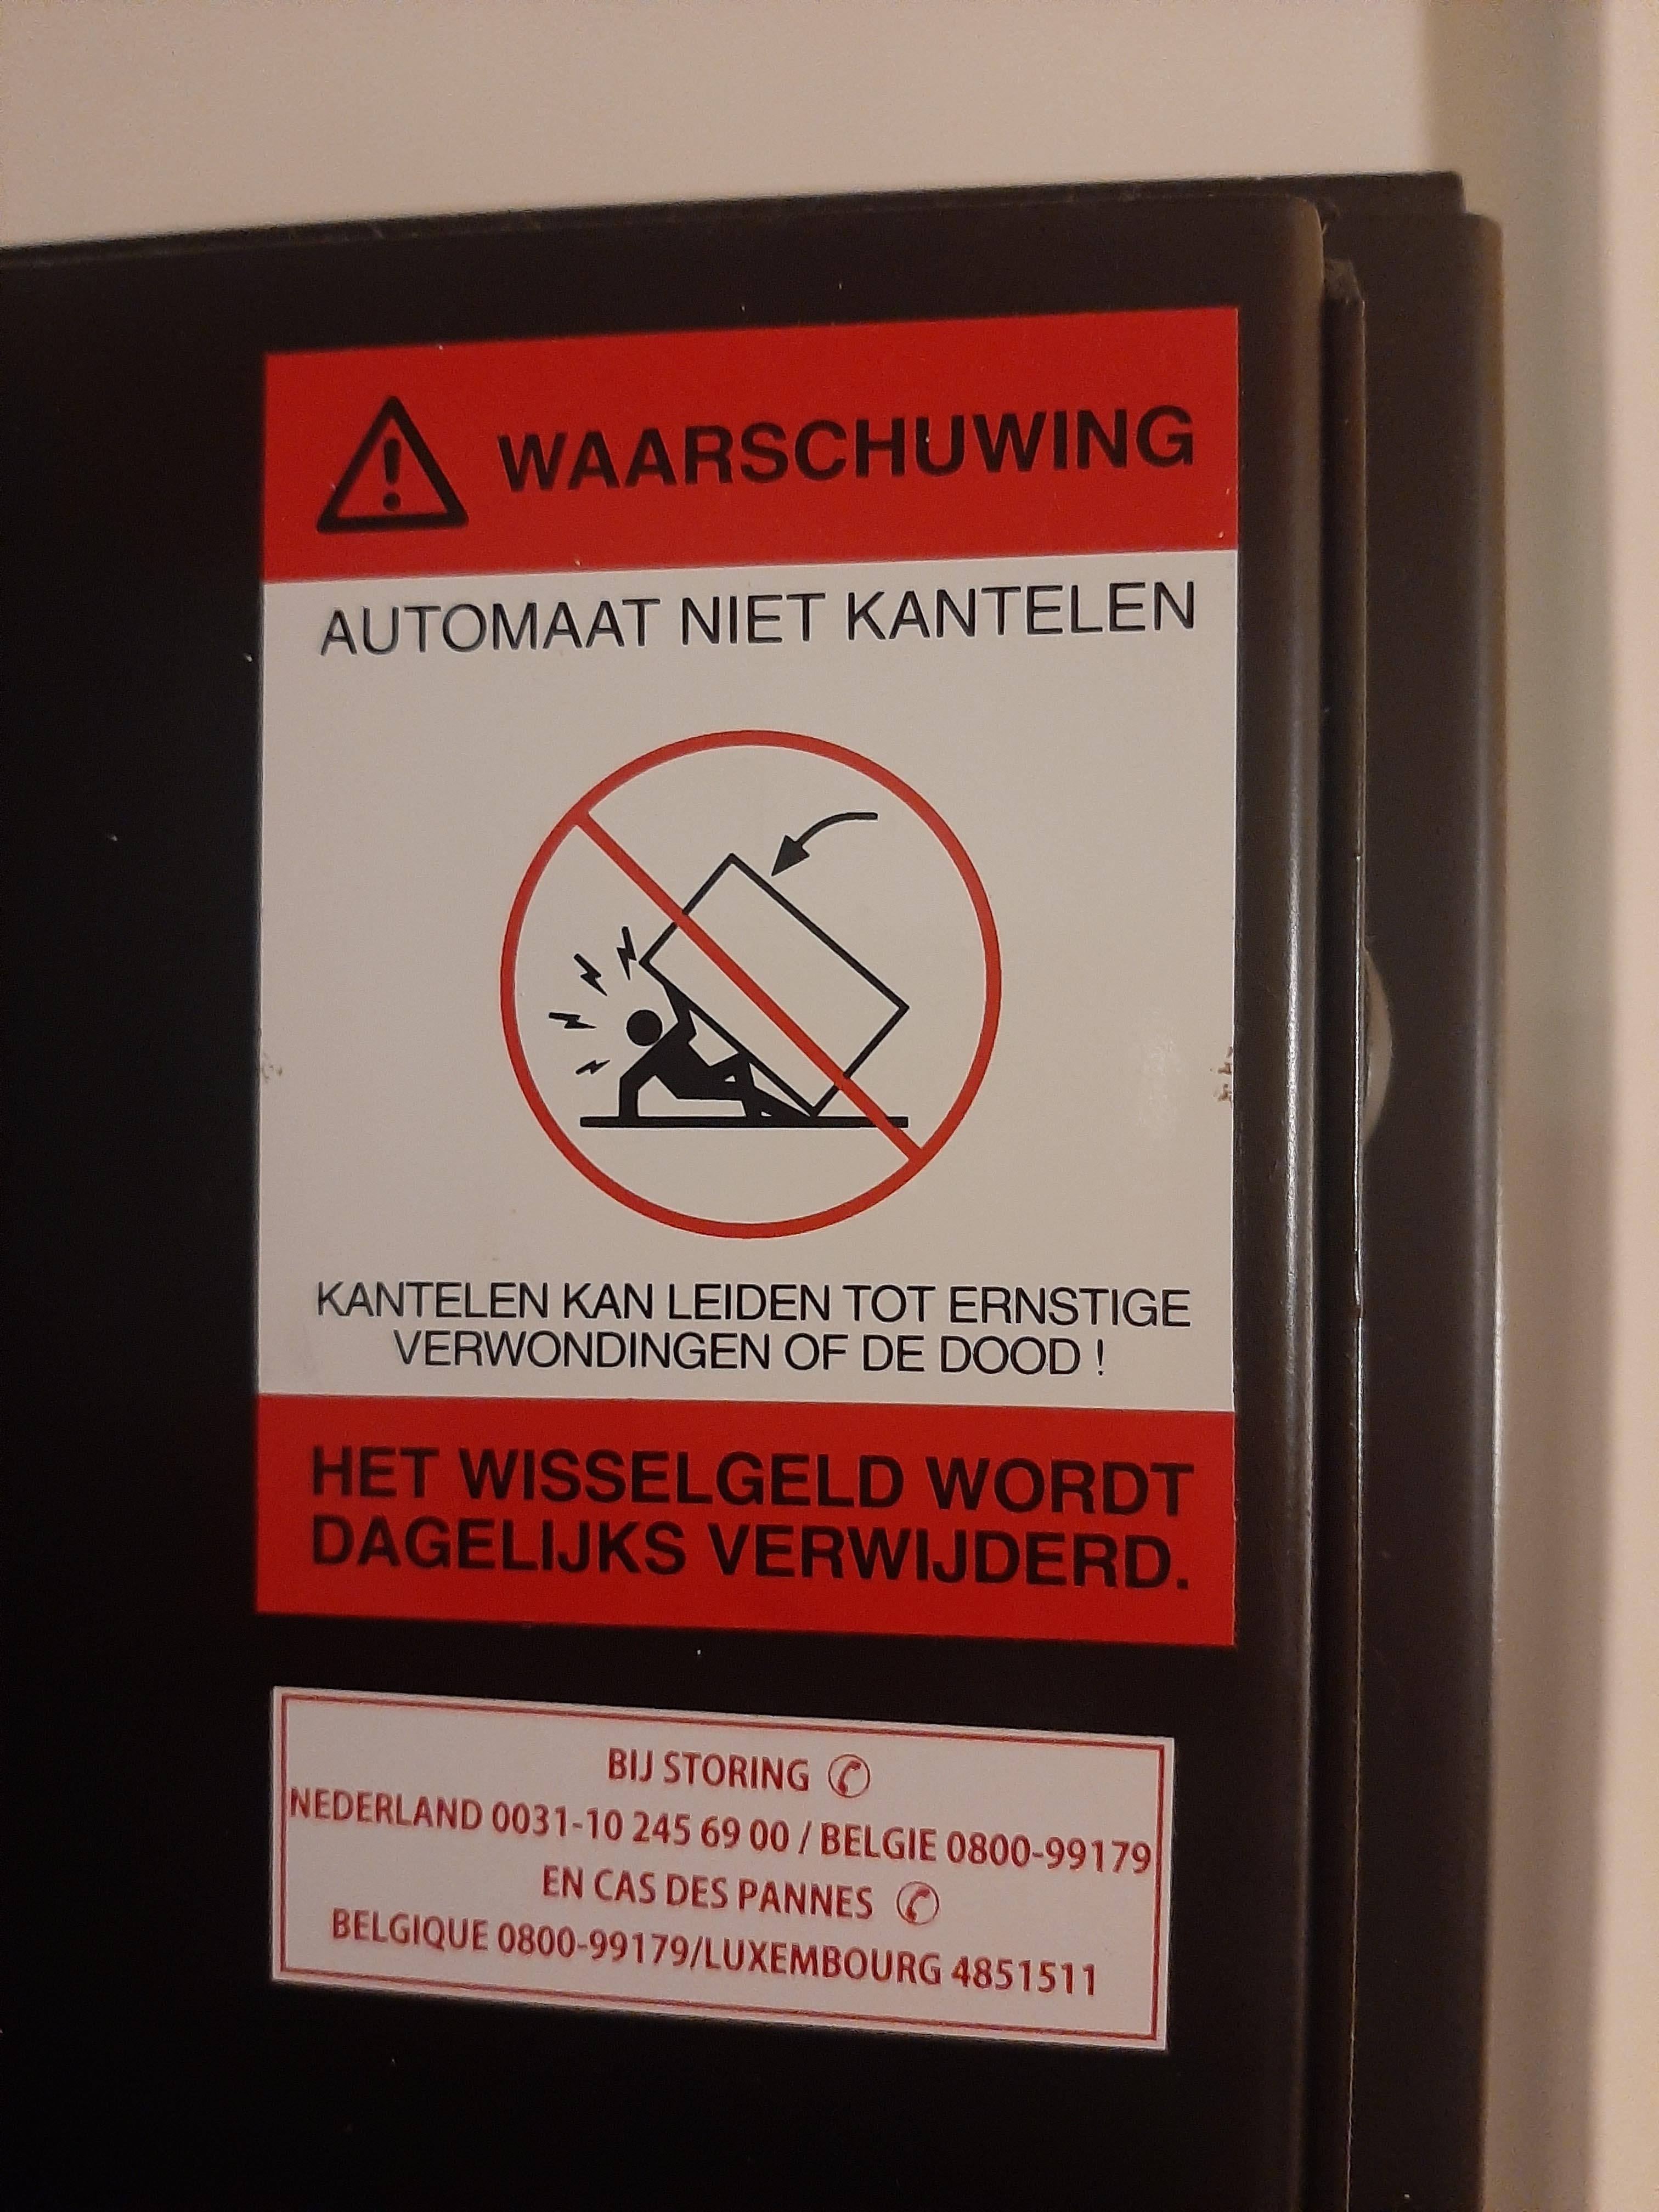 WAARSCHUWING
AUTOMAAT NIET KANTELEN
KANTELEN KAN LEIDEN TOT ERNSTIGE
VERWONDINGEN OF DE DOOD !
HET WISSELGELD WORDT
DAGELIJKS VERWIJDERD.
BIJ STORING ✆
NEDERLAND 0031-10 245 69 00 / BELGIE 0800-99179
EN CAS DES PANNES ✆
BELGIQUE 0800-99179/LUXEMBOURG 4851511